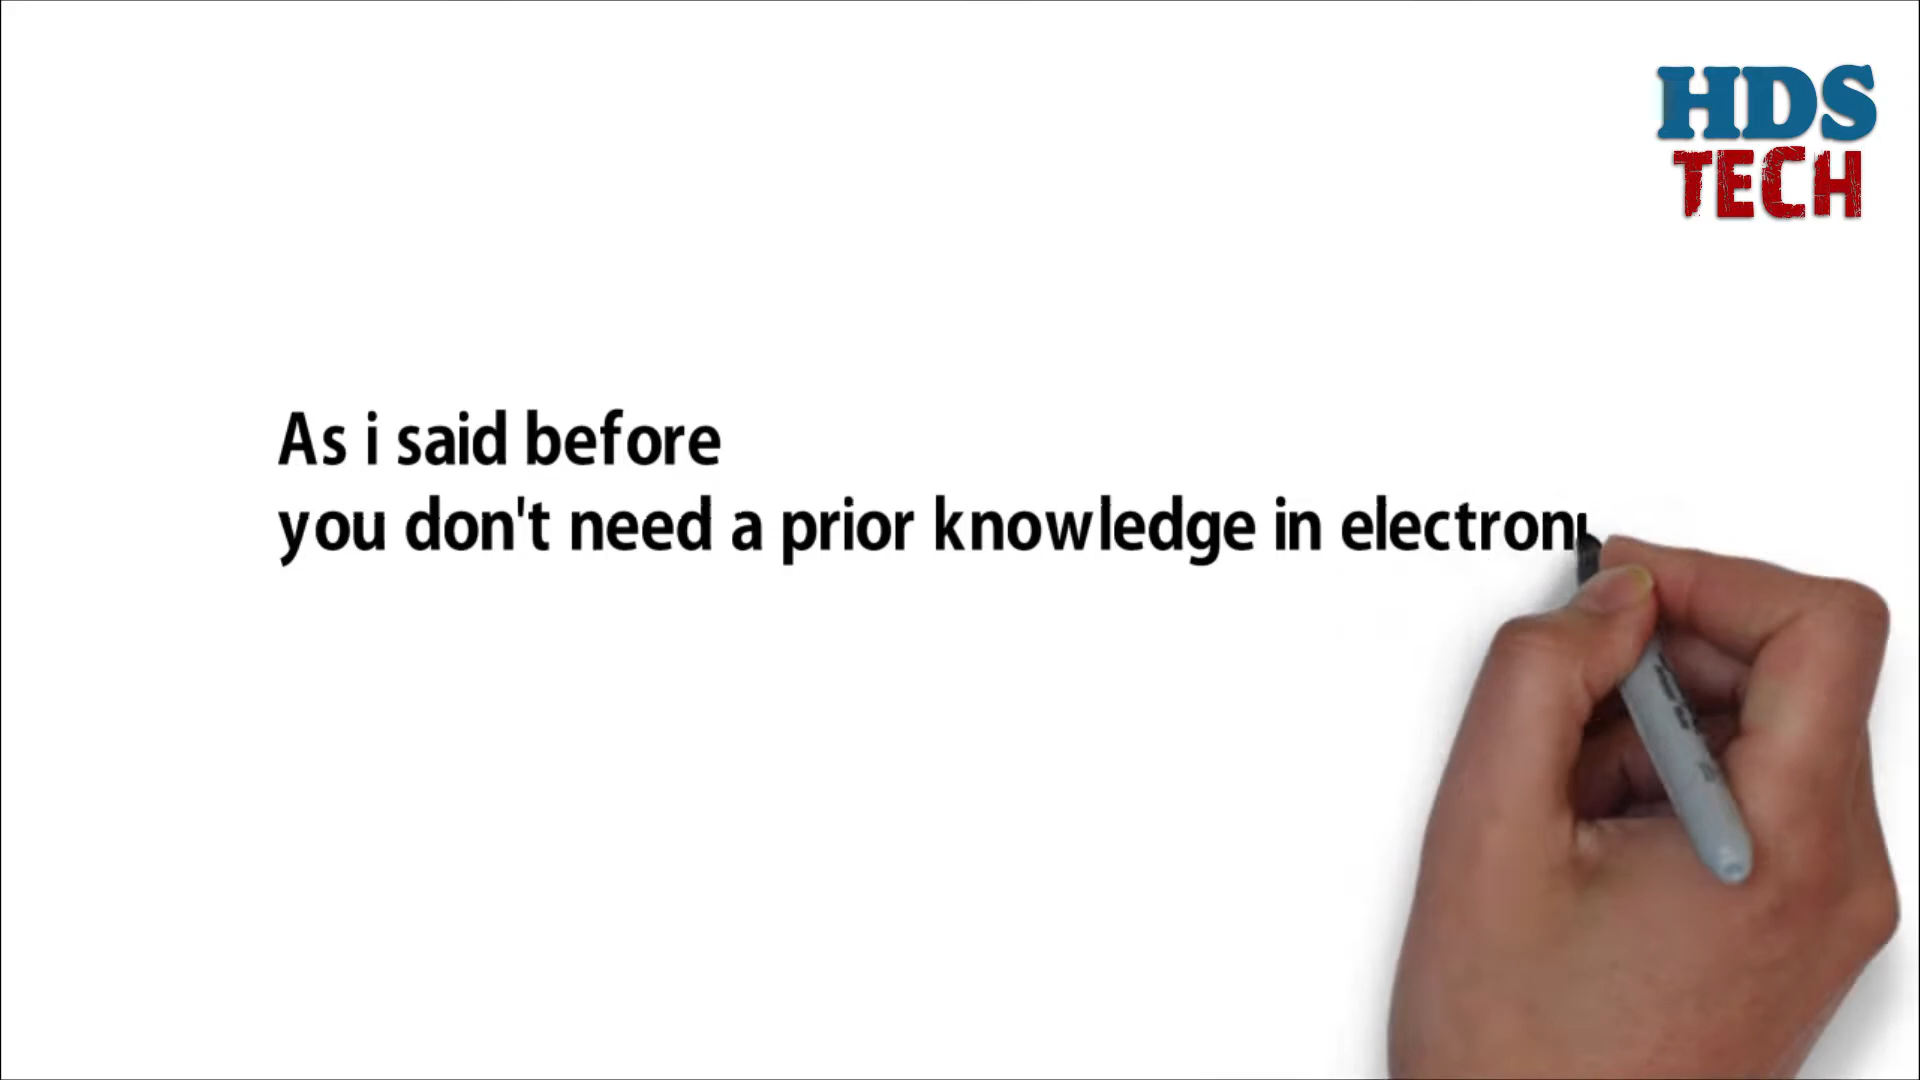 HDS
TECH
As i said before
you don't need a prior knowledge in electron